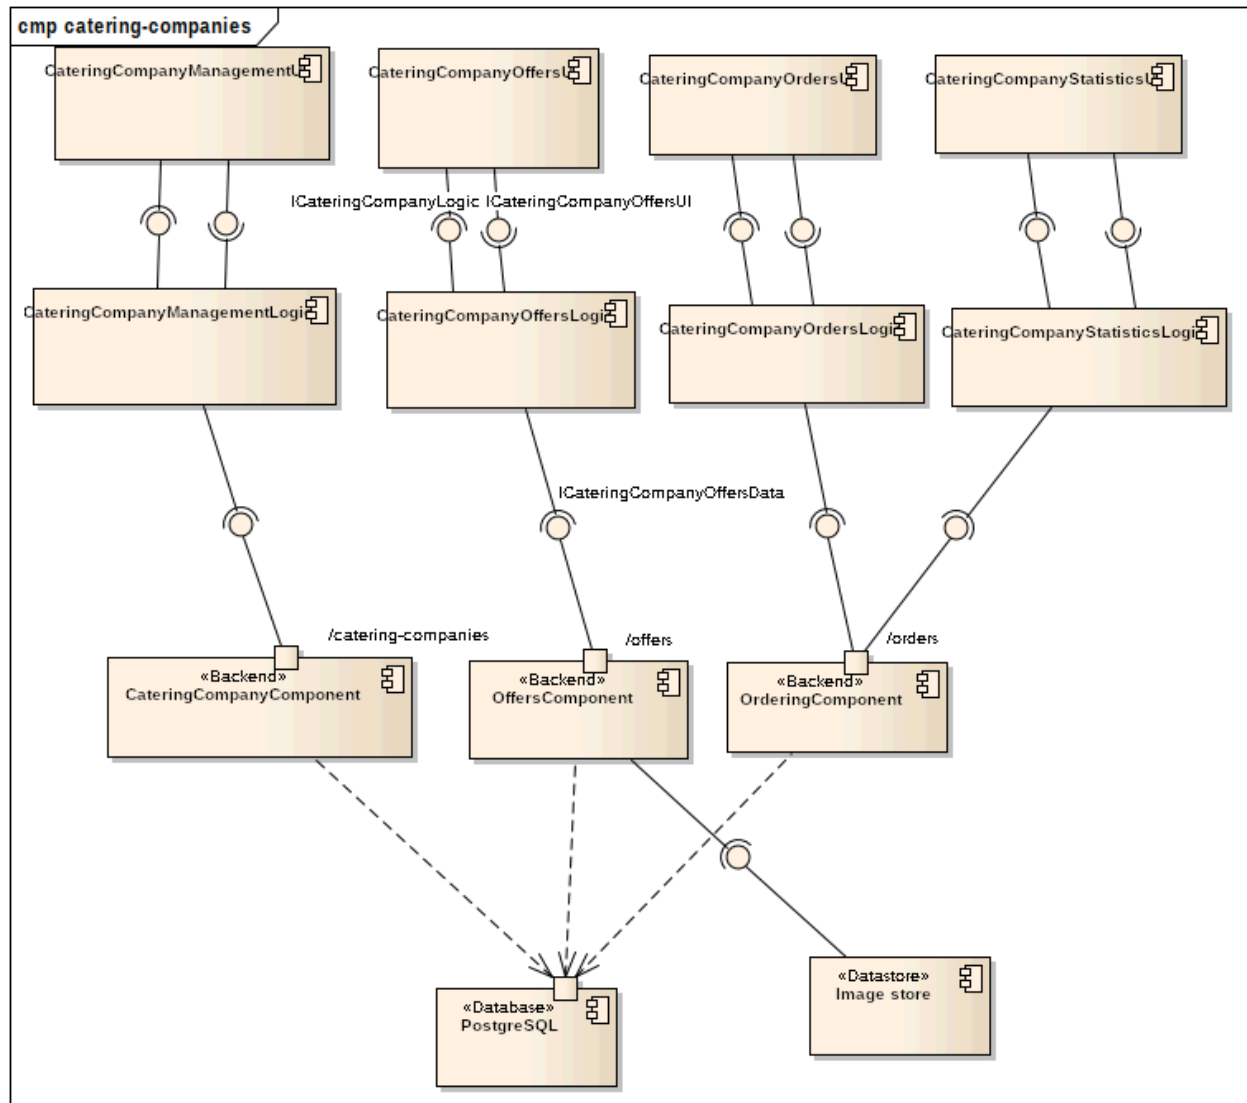 cmp catering-companies
CateringCompanyManagementU
CateringCompanyOffersU
CateringCompanyOrdersU
CateringCompanyStatisticsU
ICateringCompanyLogic
ICateringCompanyOffersUI
CateringCompanyManagementLogi
CateringCompanyOffersLogi
CateringCompanyOrdersLogi
CateringCompanyStatisticsLogi
ICateringCompanyOffersData
/catering-companies
/offers
/orders
«Backend»
CateringCompanyComponent
«Backend»
OffersComponent
«Backend»
OrderingComponent
«Database»
PostgreSQL
«Datastore»
Image store